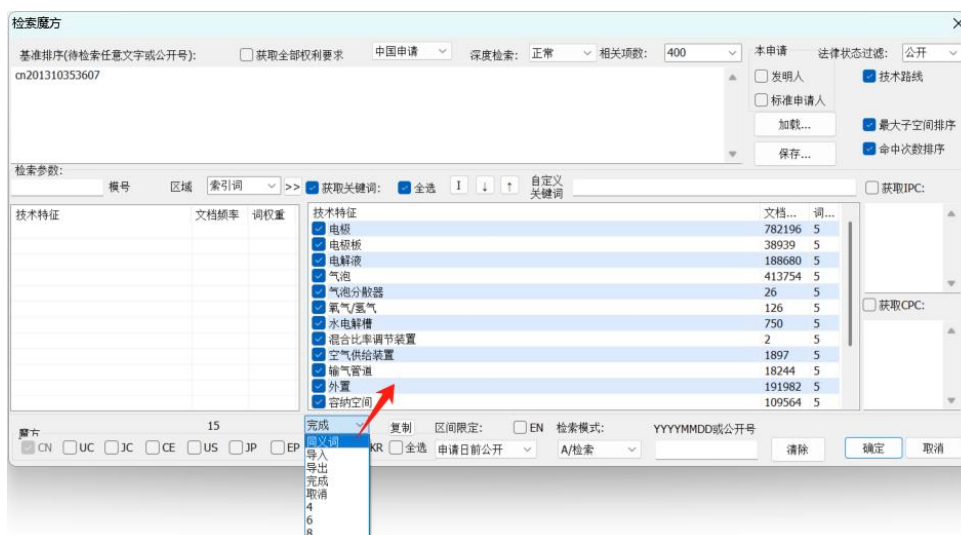 检索魔方
基准排序(待检索任意文字或公开号): 获取全部权利要求 中国申请 深度检索: 正常 相关项数: 400 本申请 法律状态过滤: 公开
cn201310353607
发明人 技术路线
标准申请人
加载... 最大子空间排序
保存... 命中次数排序
检索参数:
模号 区域 索引词 >> 获取关键词: 全选 I ↓ ↑ 自定义关键词 获取IPC:
技术特征 文档频率 词权重 技术特征 文档... 词...
电极 782196 5
电极板 38939 5
电解液 188680 5
气泡 413754 5
气泡分散器 26 5
氧气/氢气 126 5
获取CPC:
水电解槽 750 5
混合比率调节装置 2 5
空气供给装置 1897 5
输气管道 18244 5
外置 191982 5
容纳空间 109564 5
魔方 15 完成 复制 区间限定: EN 检索模式: YYYYMMDD或公开号
CN UC JC CE US JP EP KR 全选 申请日前公开 A/检索 清除 确定 取消
同义词
导入
导出
完成
取消
4
6
8